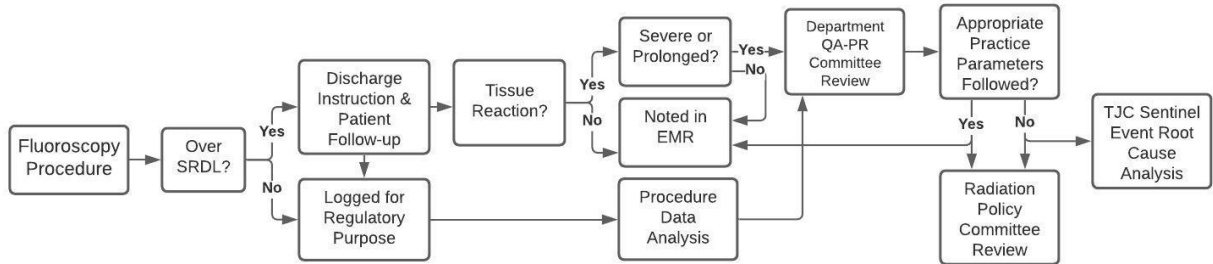 Fluoroscopy
Procedure
Over
SRDL?
Yes
No
Discharge
Instruction &
Patient
Follow-up
Logged for
Regulatory
Purpose
Tissue
Reaction?
Yes
No
Severe or
Prolonged?
Yes
No
Noted in
EMR
Procedure
Data
Analysis
Department
QA-PR
Committee
Review
Appropriate
Practice
Parameters
Followed?
Yes
No
Radiation
Policy
Committee
Review
TJC Sentinel
Event Root
Cause
Analysis